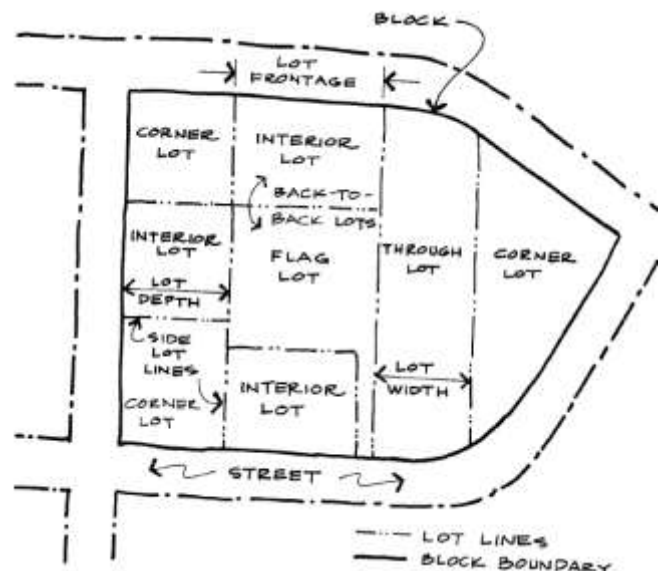 BLOCK
LOT
FRONTAGE
CORNER
LOT
INTERIOR
LOT
BACK-TO-
BACK LOTS
INTERIOR
LOT
FLAG
LOT
THROUGH
LOT
CORNER
LOT
LOT
DEPTH
SIDE
LOT
LINES
CORNER
LOT
INTERIOR
LOT
LOT
WIDTH
STREET
LOT LINES
BLOCK BOUNDARY